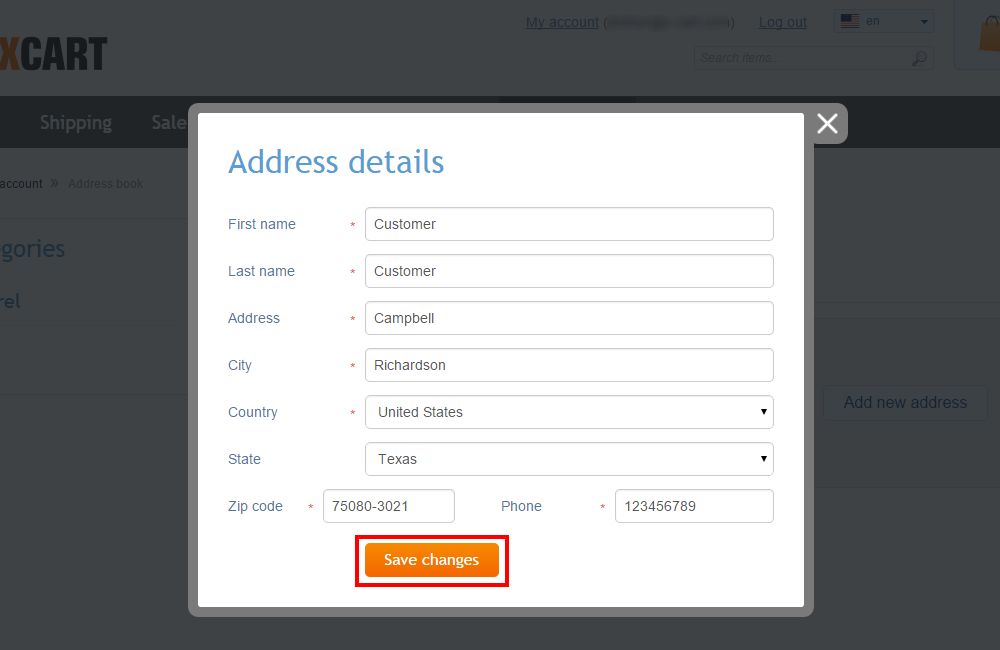 My account ( ) Log out en
XCART
Search items...
Shipping Sale
account » Address book
Address details
First name * Customer
gories
Last name * Customer
rel
Address * Campbell
City * Richardson
Country * United States
Add new address
State Texas
Zip code * 75080-3021 Phone * 123456789
Save changes